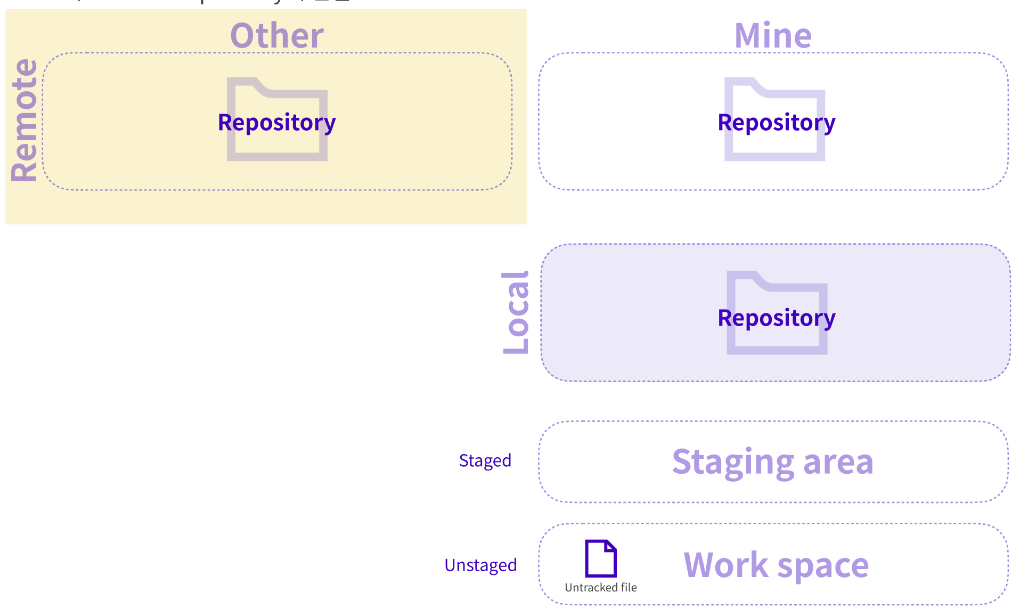 Other
Mine
Remote
Repository
Repository
Local
Repository
Staged
Staging area
Unstaged
Untracked file
Work space